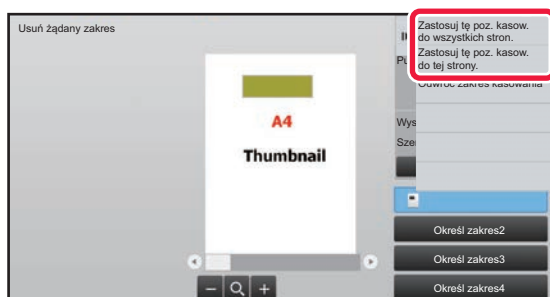 Usuń żądany zakres
Zastosuj tę poz. kasow.
do wszystkich stron.
Zastosuj tę poz. kasow.
do tej strony.
Odwróć zakres kasowania
A4
Thumbnail
Wys
Określ zakres2
Określ zakres3
Określ zakres4